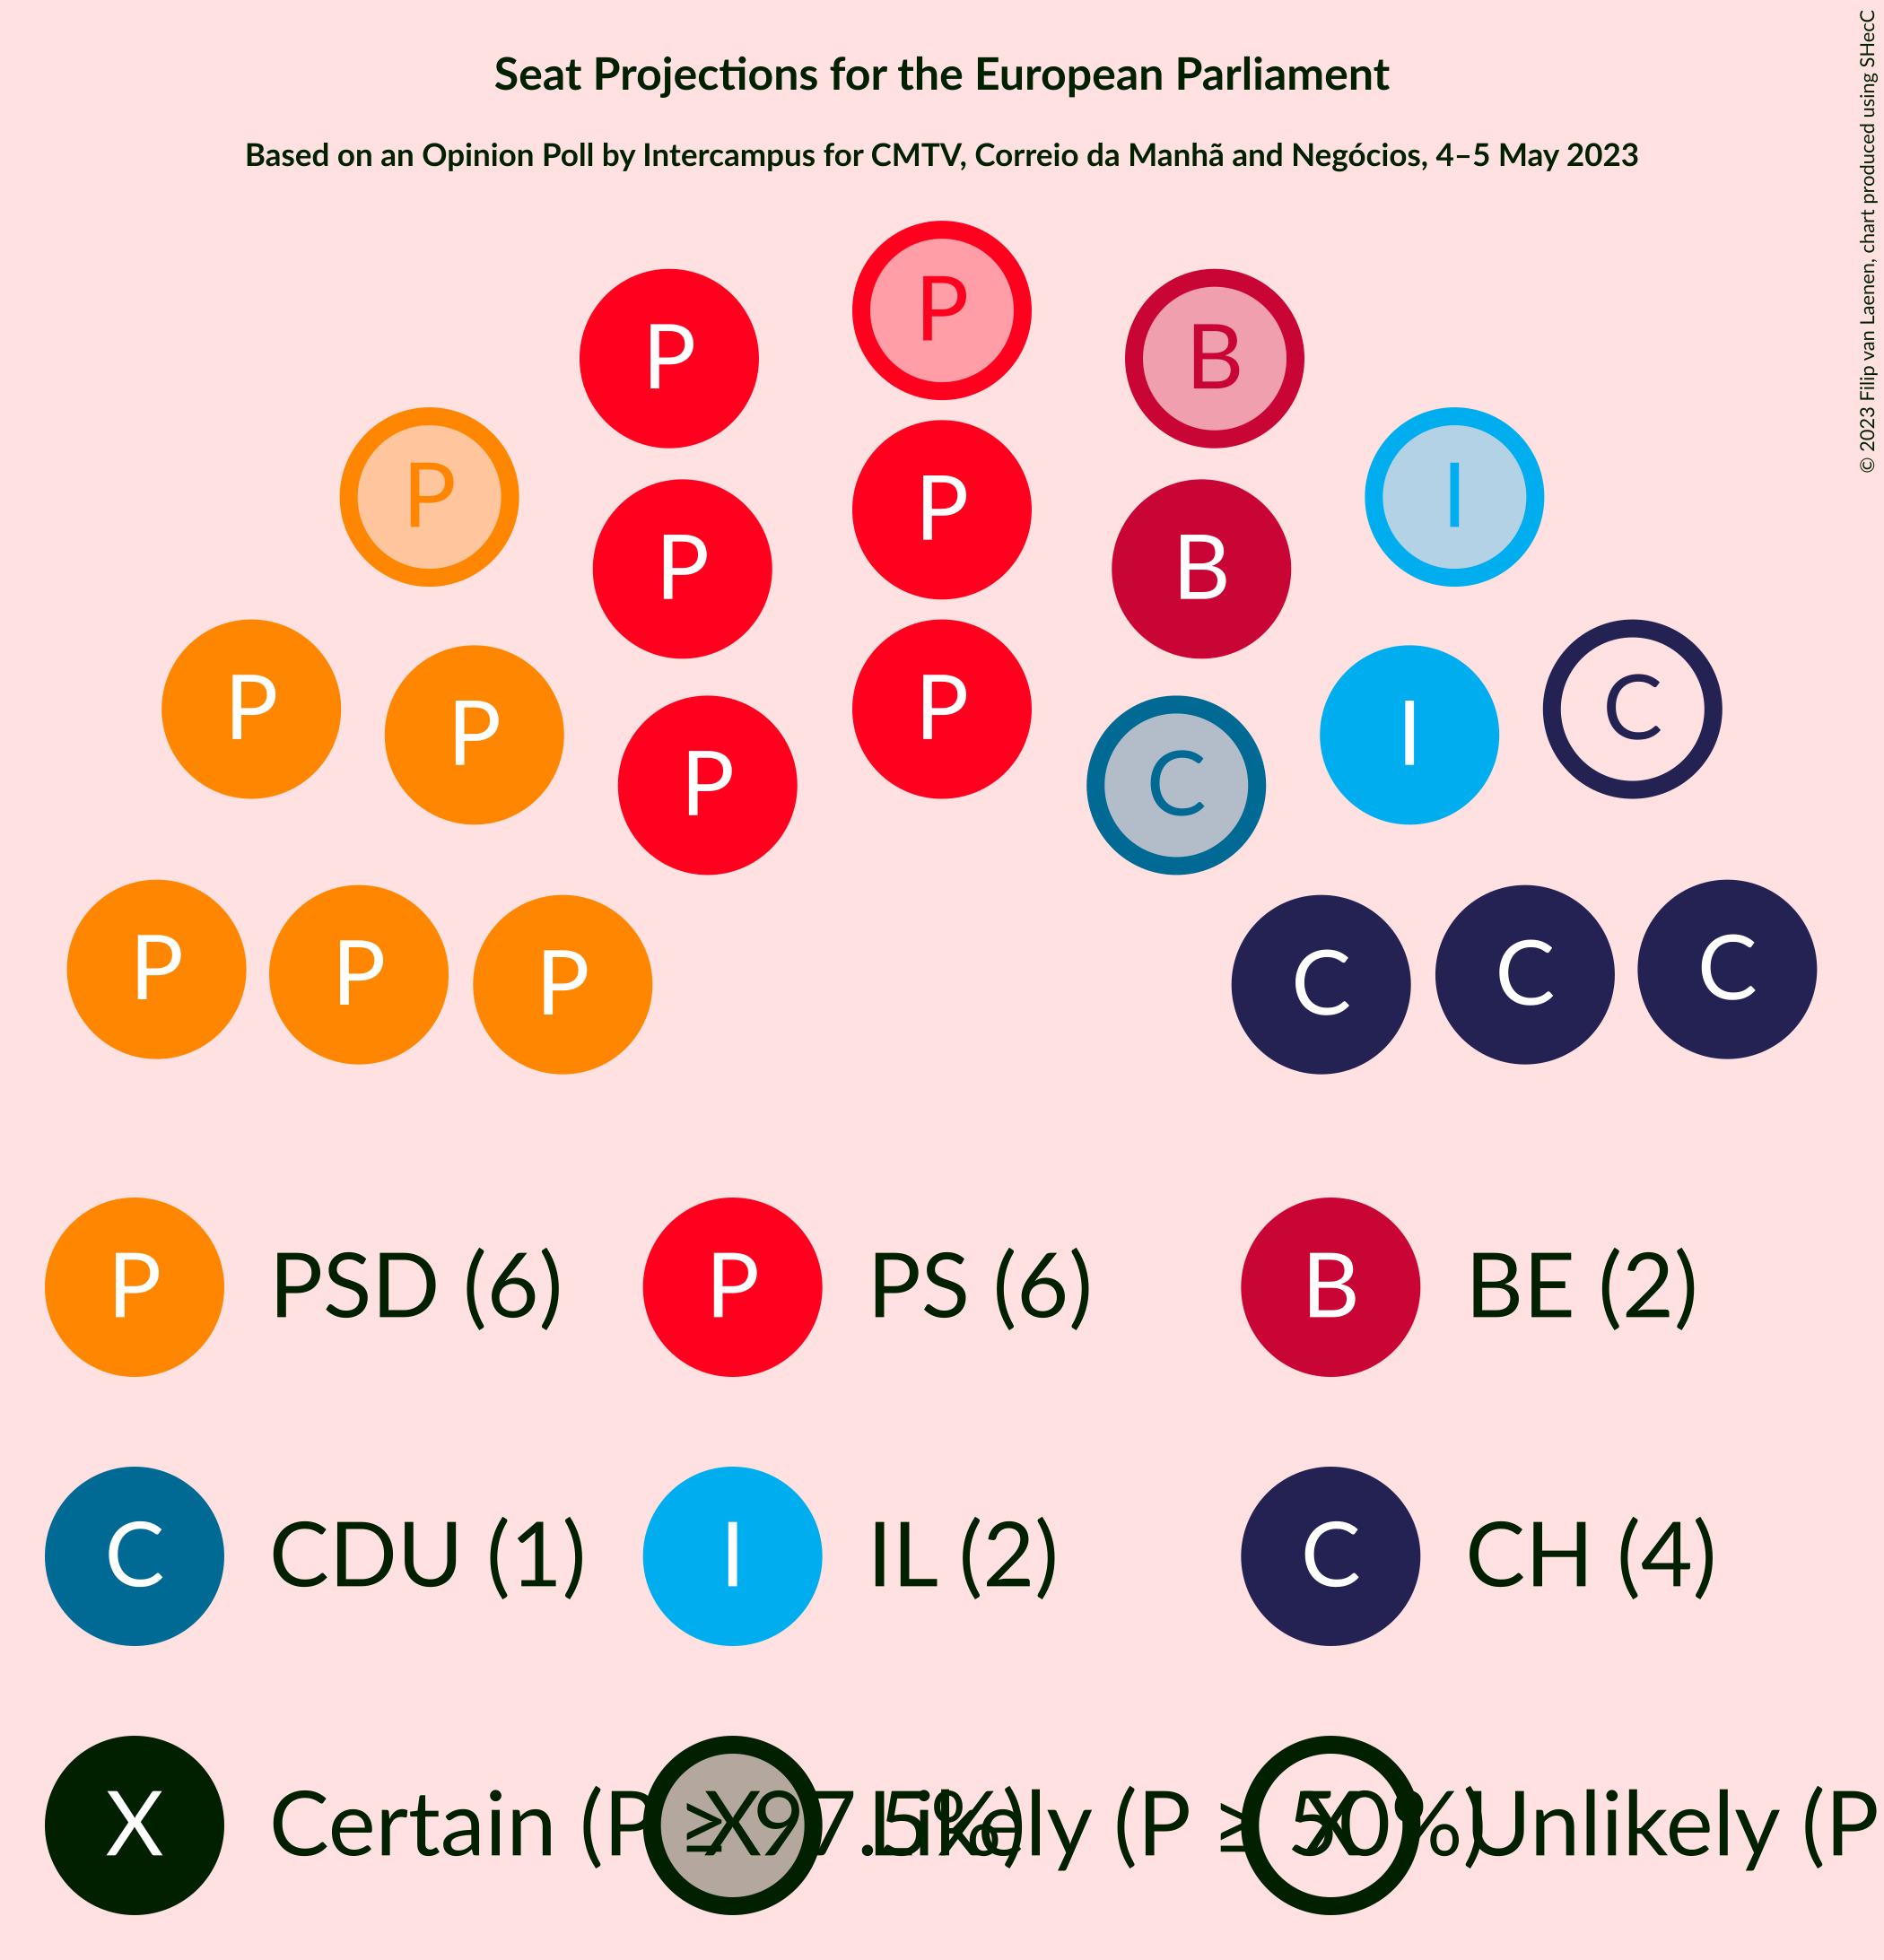 Seat Projections for the European Parliament
Based on an Opinion Poll by Intercampus for CMTV, Correio da Manhã and Negócios, 4–5 May 2023
© 2023 Filip van Laenen, chart produced using SHecC
P
P B
P
P I
P
P B
P P
P P
I C
P
C
P P P
C C C
P PSD (6) P PS (6) B BE (2)
C CDU (1) I IL (2) C CH (4)
X Certain (P ≥ 97.5%) X Likely (P ≥ 50%) X Unlikely (P